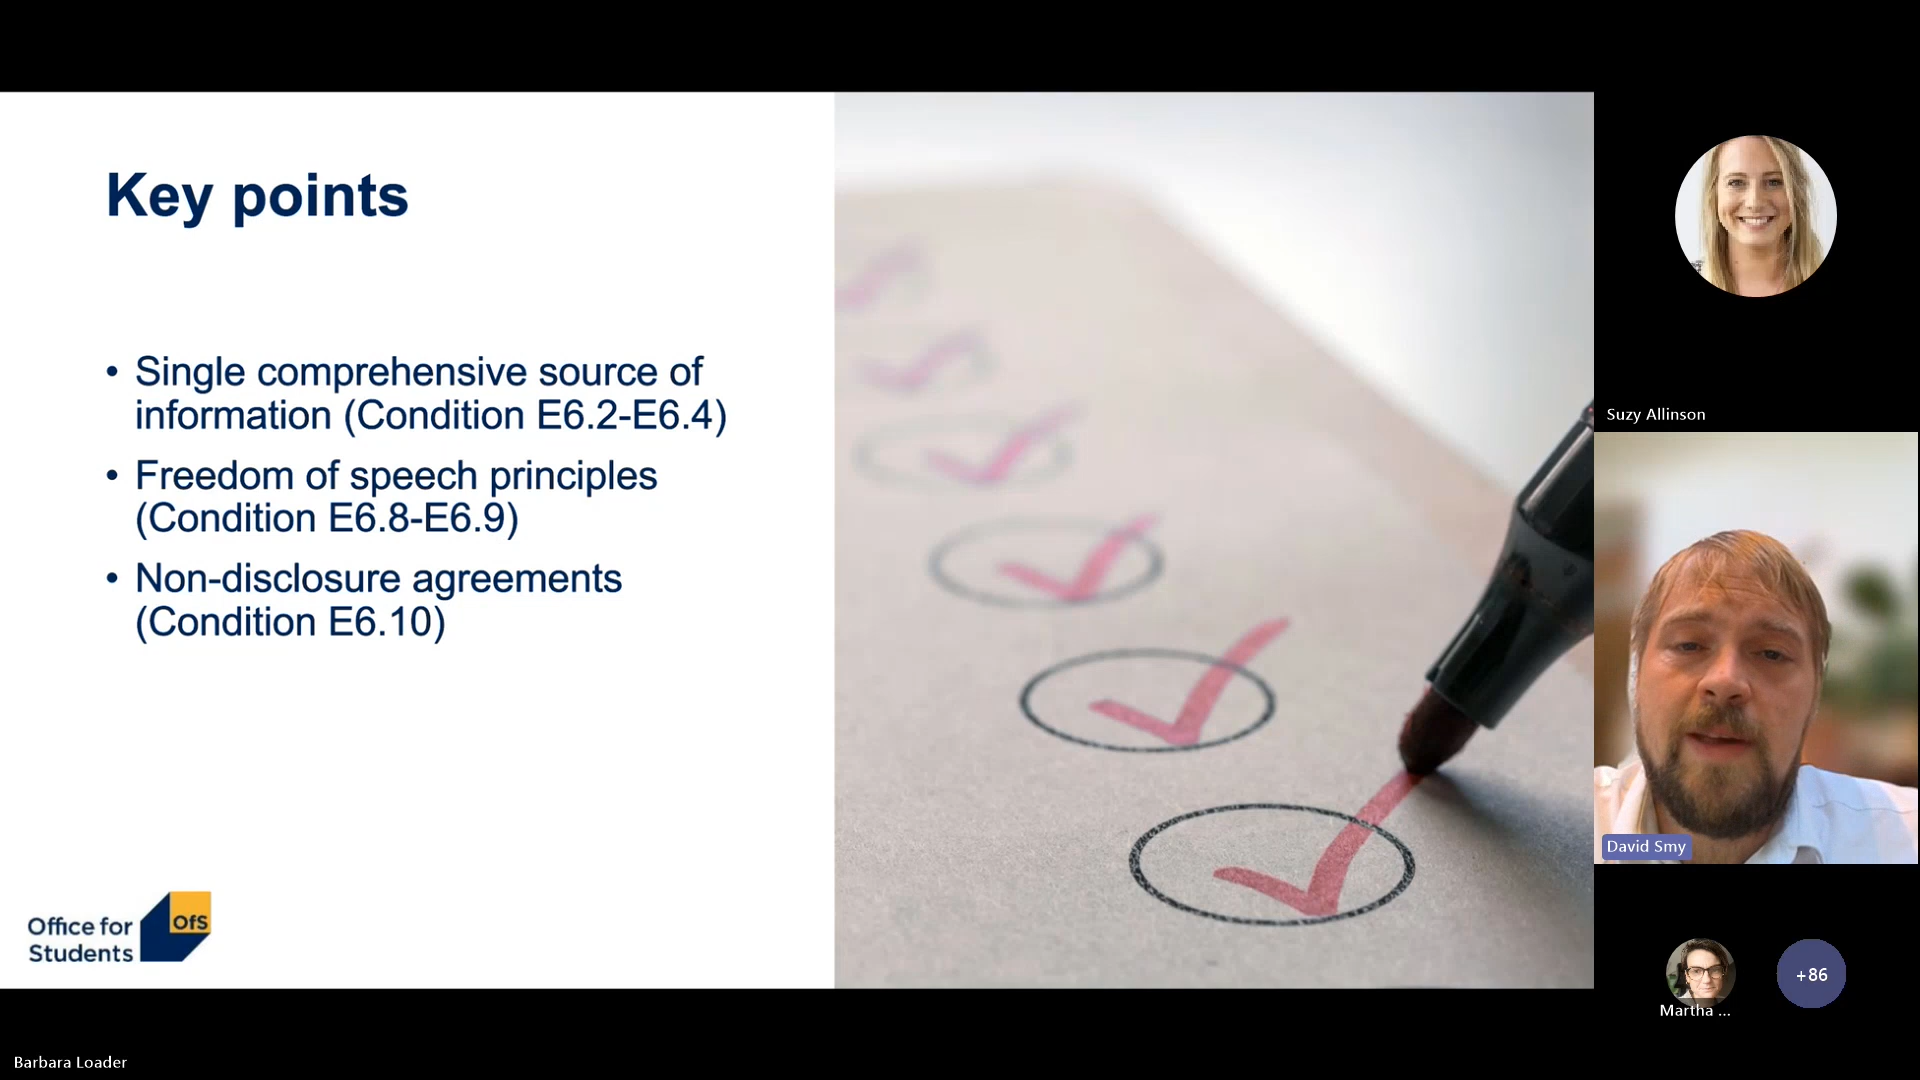 Key points
• Single comprehensive source of
information (Condition E6.2-E6.4)
• Freedom of speech principles
(Condition E6.8-E6.9)
• Non-disclosure agreements
(Condition E6.10)
Office for
Students
OfS
Suzy Allinson
David Smy
Martha ...
+86
Barbara Loader